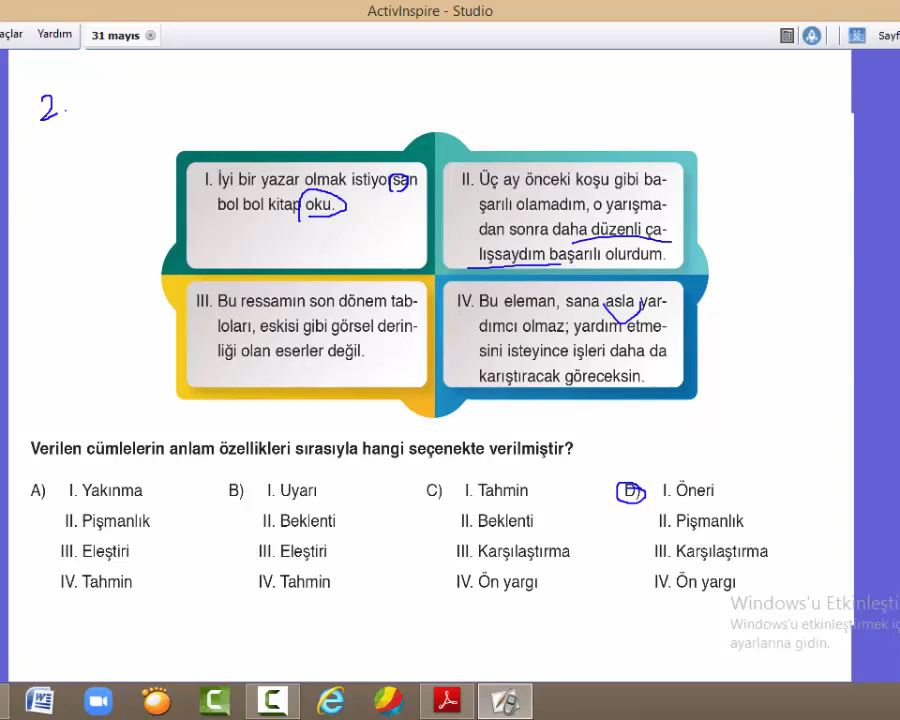 ActivInspire - Studio
açlar Yardım 31 mayıs Sayf
2.
I. İyi bir yazar olmak istiyorsan
bol bol kitap oku.
II. Üç ay önceki koşu gibi ba-
şarılı olamadım, o yarışma-
dan sonra daha düzenli ça-
lışsaydım başarılı olurdum.
III. Bu ressamın son dönem tab-
loları, eskisi gibi görsel derin-
liği olan eserler değil.
IV. Bu eleman, sana asla yar-
dımcı olmaz; yardım etme-
sini isteyince işleri daha da
karıştıracak göreceksin.
Verilen cümlelerin anlam özellikleri sırasıyla hangi seçenekte verilmiştir?
A) I. Yakınma
II. Pişmanlık
III. Eleştiri
IV. Tahmin
B) I. Uyarı
II. Beklenti
III. Eleştiri
IV. Tahmin
C) I. Tahmin
II. Beklenti
III. Karşılaştırma
IV. Ön yargı
D) I. Öneri
II. Pişmanlık
III. Karşılaştırma
IV. Ön yargı
Windows'u Etkinleşti
Windows'u etkinleştirmek iç
ayarlarına gidin.